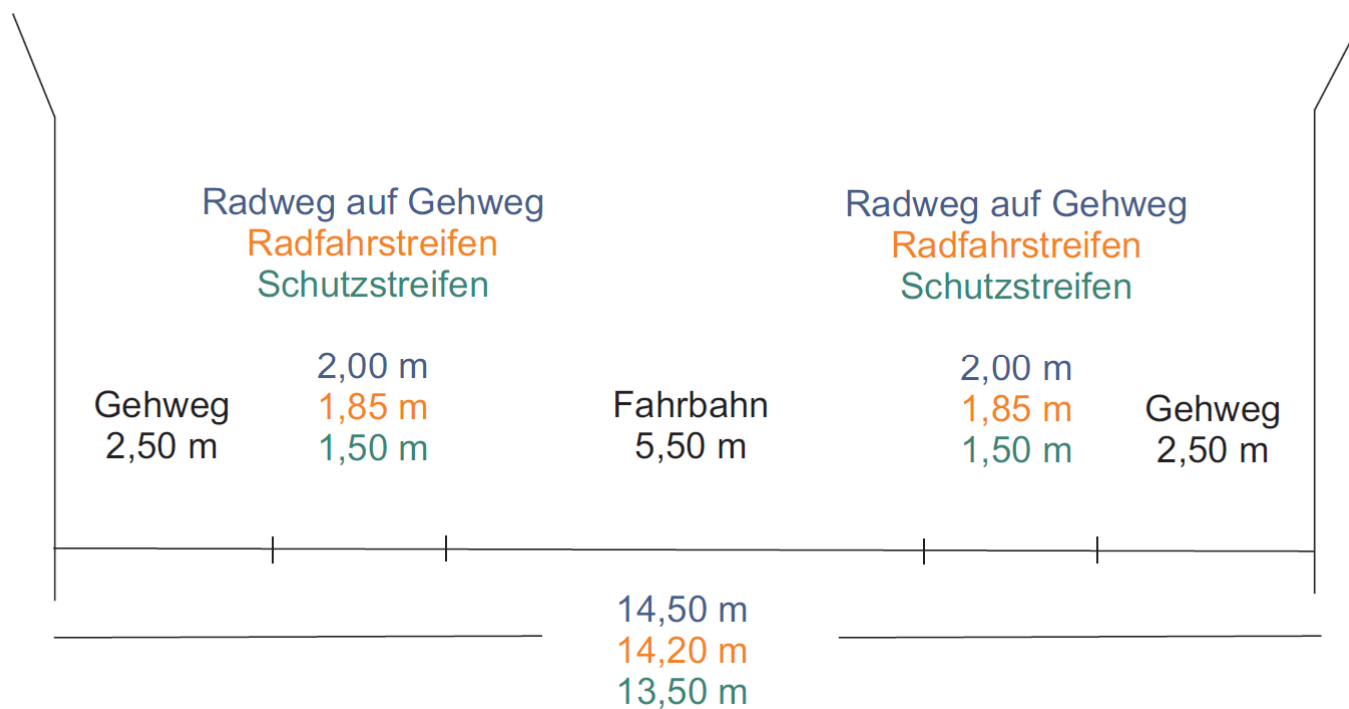 Radweg auf Gehweg
Radfahrstreifen
Schutzstreifen
Radweg auf Gehweg
Radfahrstreifen
Schutzstreifen
Gehweg
2,50 m
2,00 m
1,85 m
1,50 m
Fahrbahn
5,50 m
2,00 m
1,85 m
1,50 m
Gehweg
2,50 m
14,50 m
14,20 m
13,50 m